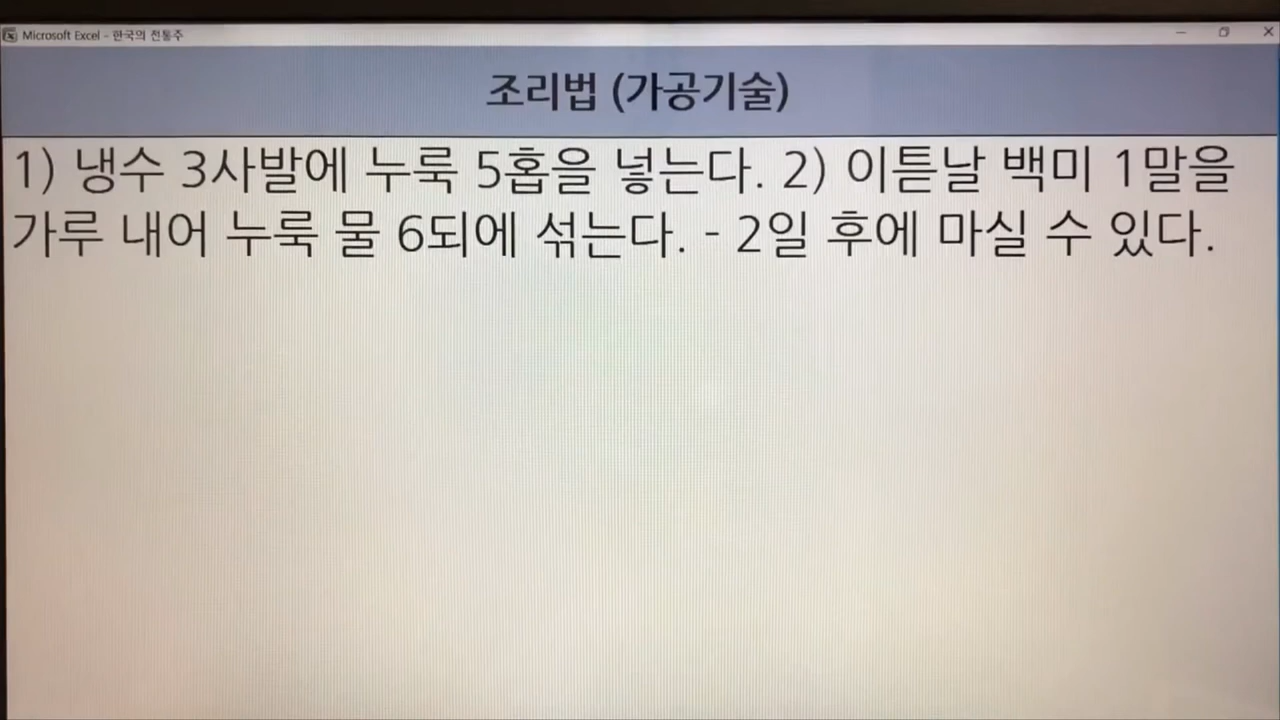 Microsoft Excel - 한국의 전통주
조리법 (가공기술)
1) 냉수 3사발에 누룩 5홉을 넣는다. 2) 이튿날 백미 1말을
가루 내어 누룩 물 6되에 섞는다. - 2일 후에 마실 수 있다.